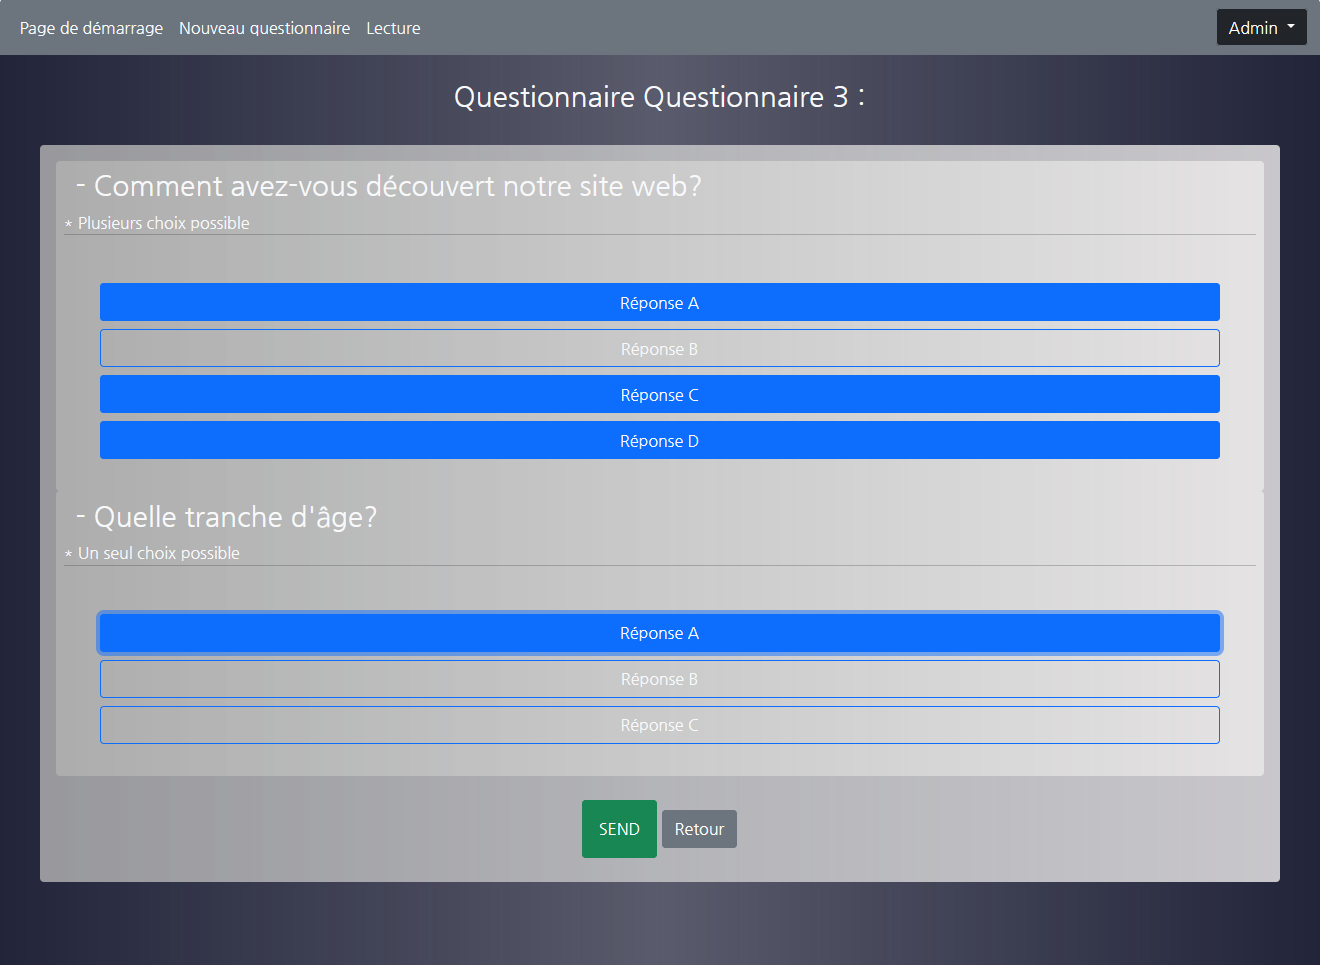 Page de démarrage Nouveau questionnaire Lecture Admin
Questionnaire Questionnaire 3 :
- Comment avez-vous découvert notre site web?
* Plusieurs choix possible
Réponse A
Réponse B
Réponse C
Réponse D
- Quelle tranche d'âge?
* Un seul choix possible
Réponse A
Réponse B
Réponse C
SEND Retour